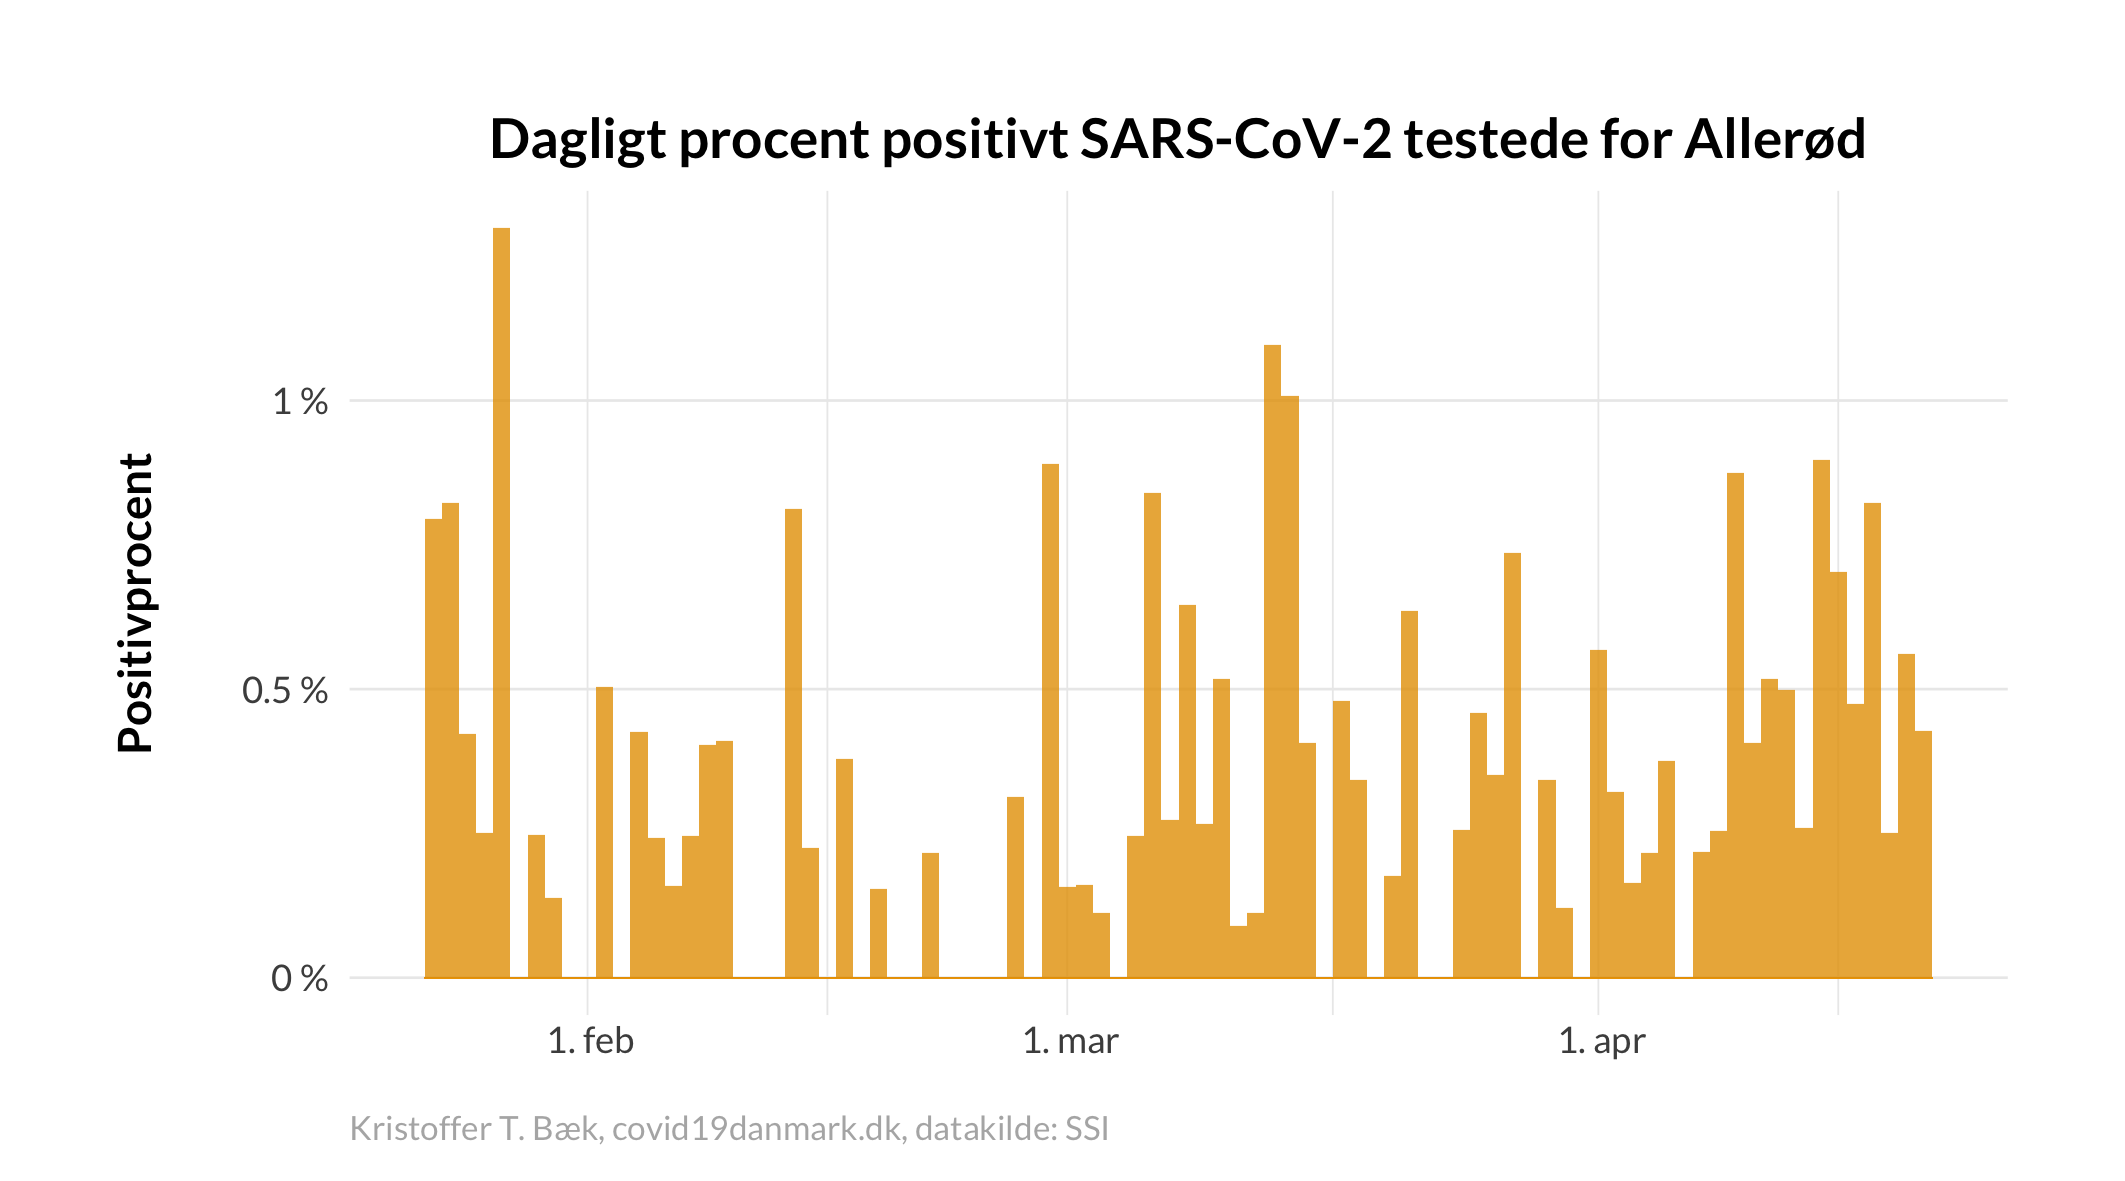 Dagligt procent positivt SARS-CoV-2 testede for Allerød
Positivprocent
1 %
0.5 %
0 %
1. feb
1. mar
1. apr
Kristoffer T. Bæk, covid19danmark.dk, datakilde: SSI